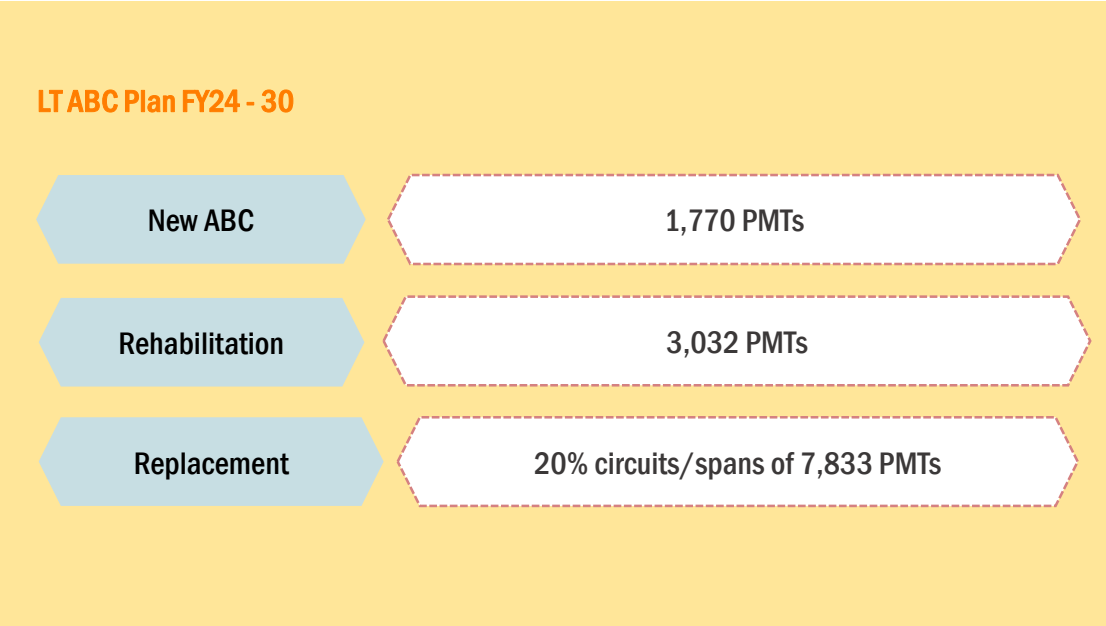 LT ABC Plan FY24 - 30
New ABC
1,770 PMTs
Rehabilitation
3,032 PMTs
Replacement
20% circuits/spans of 7,833 PMTs